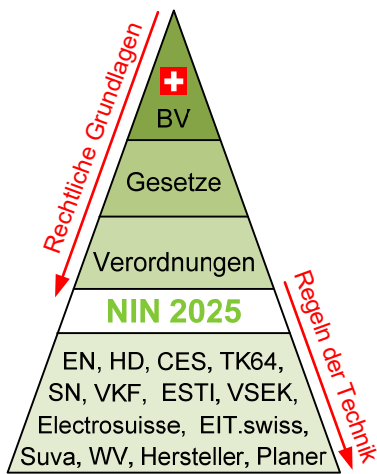 Rechtliche Grundlagen
BV
Gesetze
Verordnungen
NIN 2025
Regeln der Technik
EN, HD, CES, TK64,
SN, VKF, ESTI, VSEK,
Electrosuisse, EIT.swiss,
Suva, WV, Hersteller, Planer